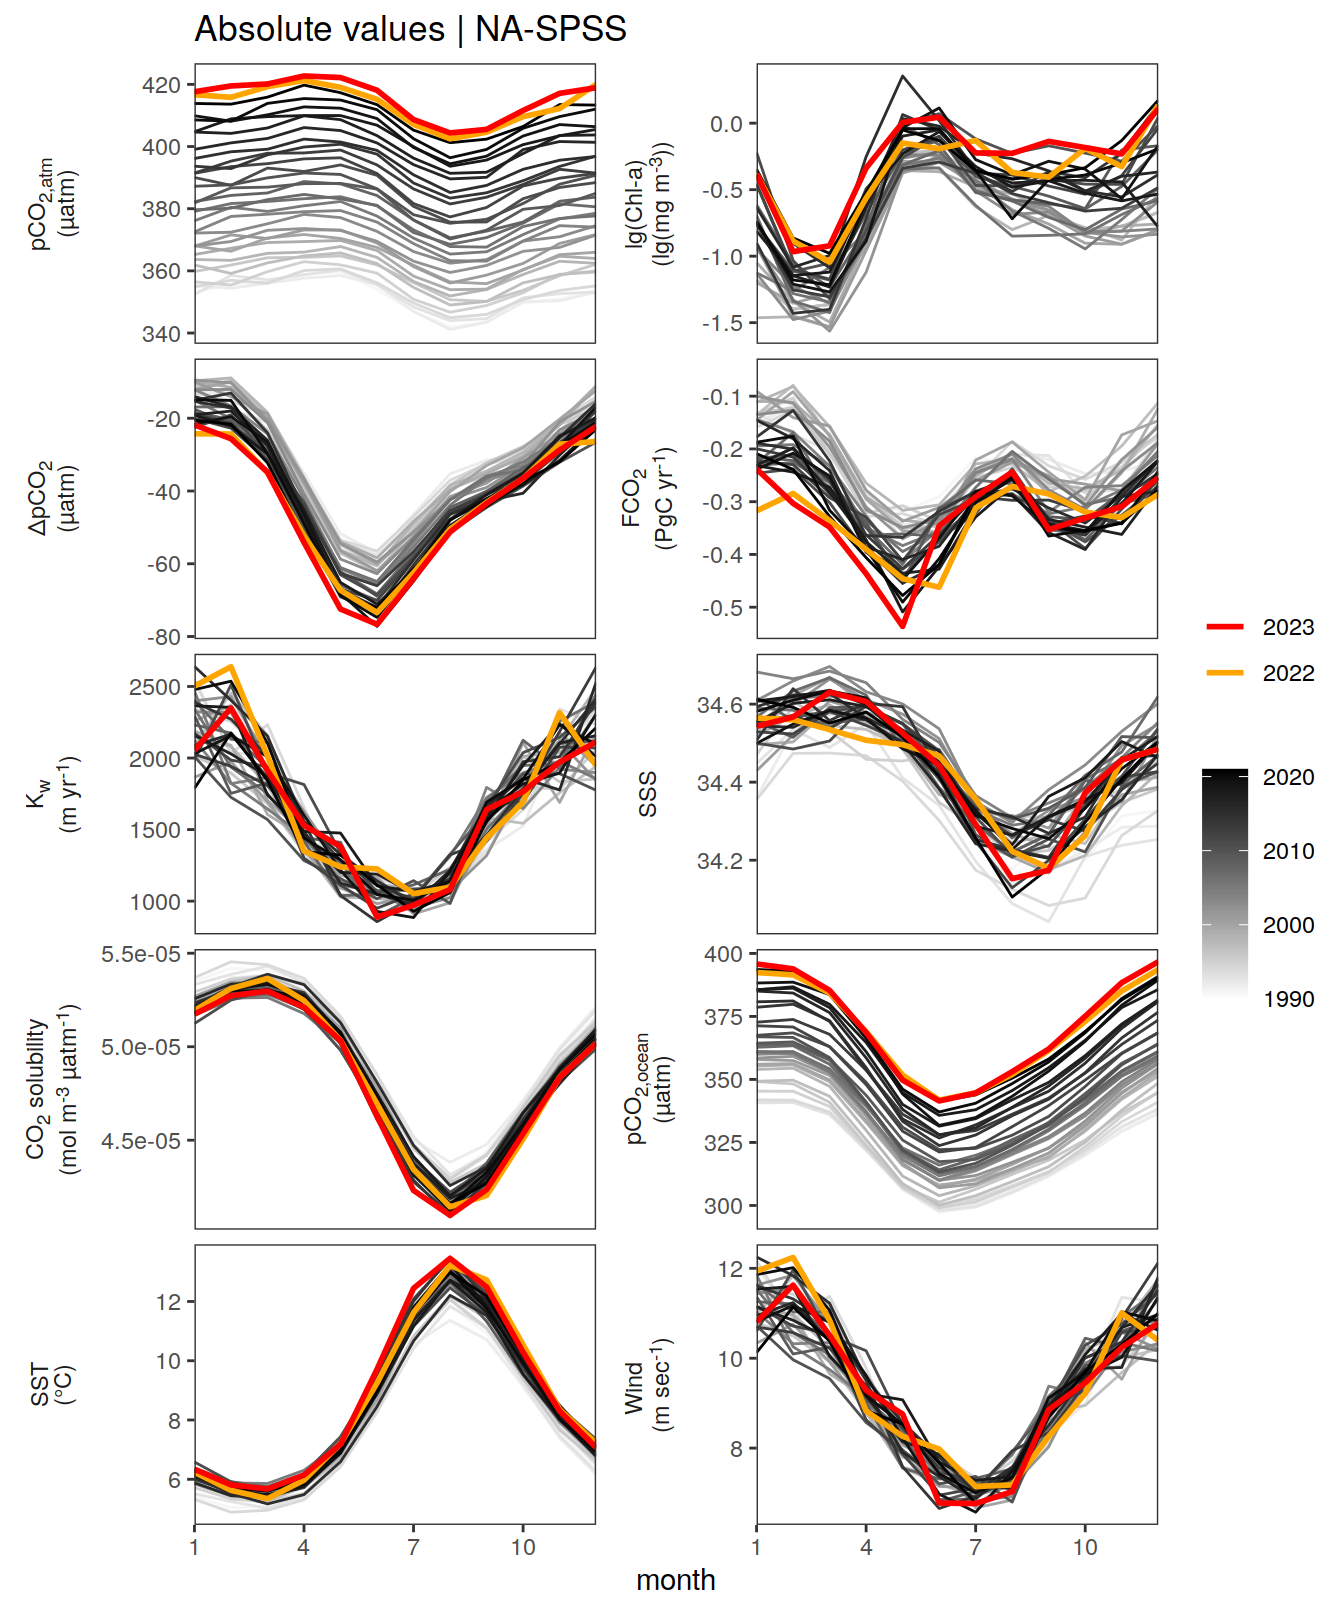 Absolute values | NA-SPSS
pCO2,atm
(µatm)
420
400
380
360
340
lg(Chl-a)
(lg(mg m-3))
0.0
-0.5
-1.0
-1.5
ΔpCO2
(µatm)
-20
-40
-60
-80
FCO2
(PgC yr-1)
-0.1
-0.2
-0.3
-0.4
-0.5
Kw
(m yr-1)
2500
2000
1500
1000
SSS
34.6
34.4
34.2
CO2 solubility
(mol m-3 µatm-1)
5.5e-05
5.0e-05
4.5e-05
pCO2,ocean
(µatm)
400
375
350
325
300
SST
(°C)
12
10
8
6
Wind
(m sec-1)
12
10
8
1 4 7 10
1 4 7 10
month
2023
2022
2020
2010
2000
1990